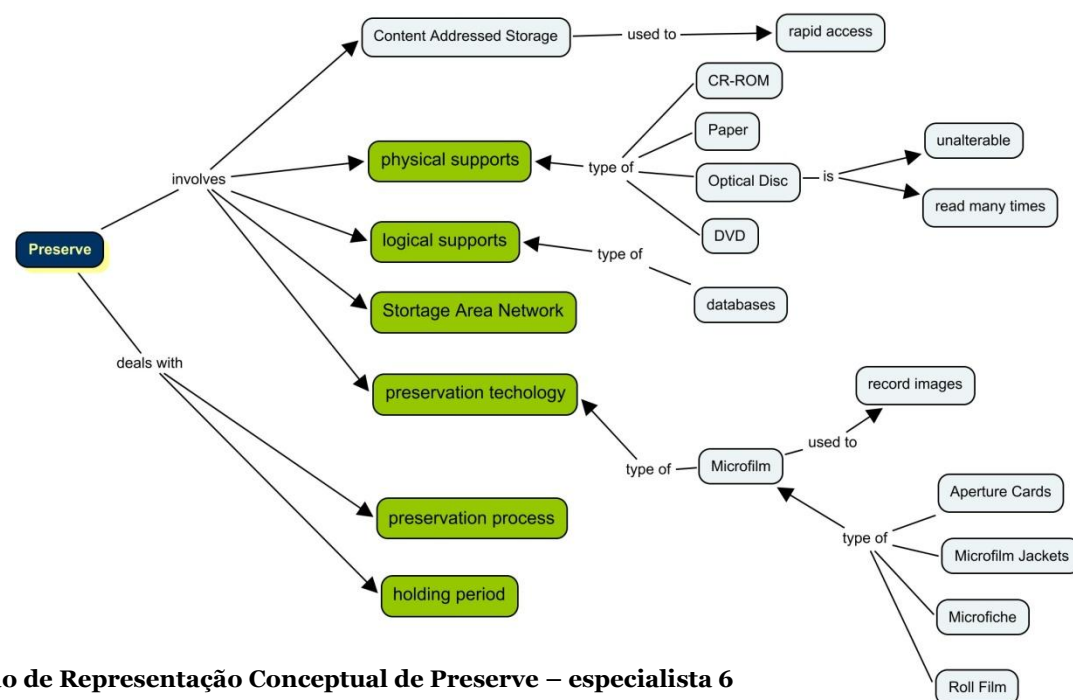 Content Addressed Storage
used to
rapid access
CR-ROM
Paper
unalterable
physical supports
type of
Optical Disc
is
involves
read many times
logical supports
DVD
Preserve
type of
Stortage Area Network
databases
deals with
preservation techology
record images
used to
type of
Microfilm
Aperture Cards
preservation process
type of
Microfilm Jackets
holding period
Microfiche
de Representação Conceptual de Preserve – especialista 6
Roll Film